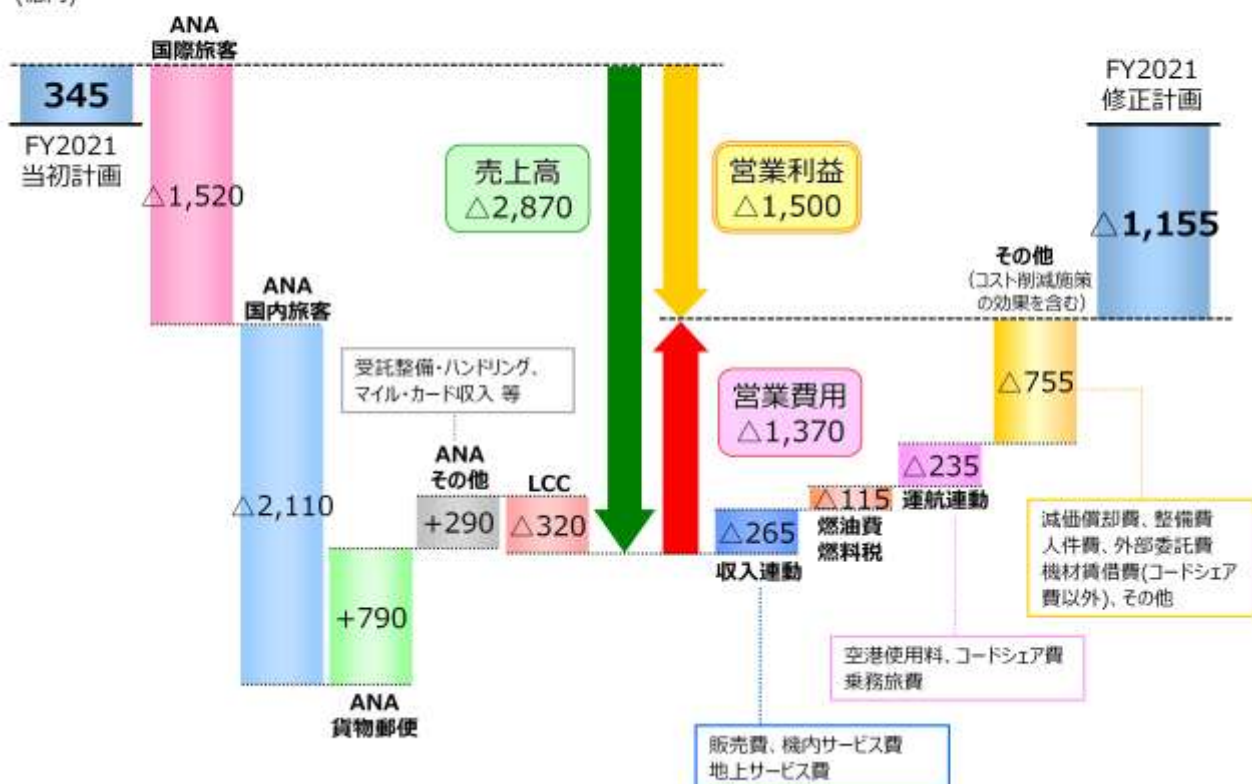 ANA
国際旅客
345
FY2021
当初計画
△1,520
ANA
国内旅客
△2,110
+790
ANA
貨物郵便
受託整備・ハンドリング、
マイル・カード収入 等
ANA
その他
+290
LCC
△320
売上高
△2,870
営業利益
△1,500
営業費用
△1,370
△265
収入連動
△115
燃油費
燃料税
△235
運航連動
その他
(コスト削減施策
の効果を含む)
△755
FY2021
修正計画
△1,155
減価償却費、整備費
人件費、外部委託費
機材賃借費(コードシェア
費以外)、その他
空港使用料、コードシェア費
乗務旅費
販売費、機内サービス費
地上サービス費